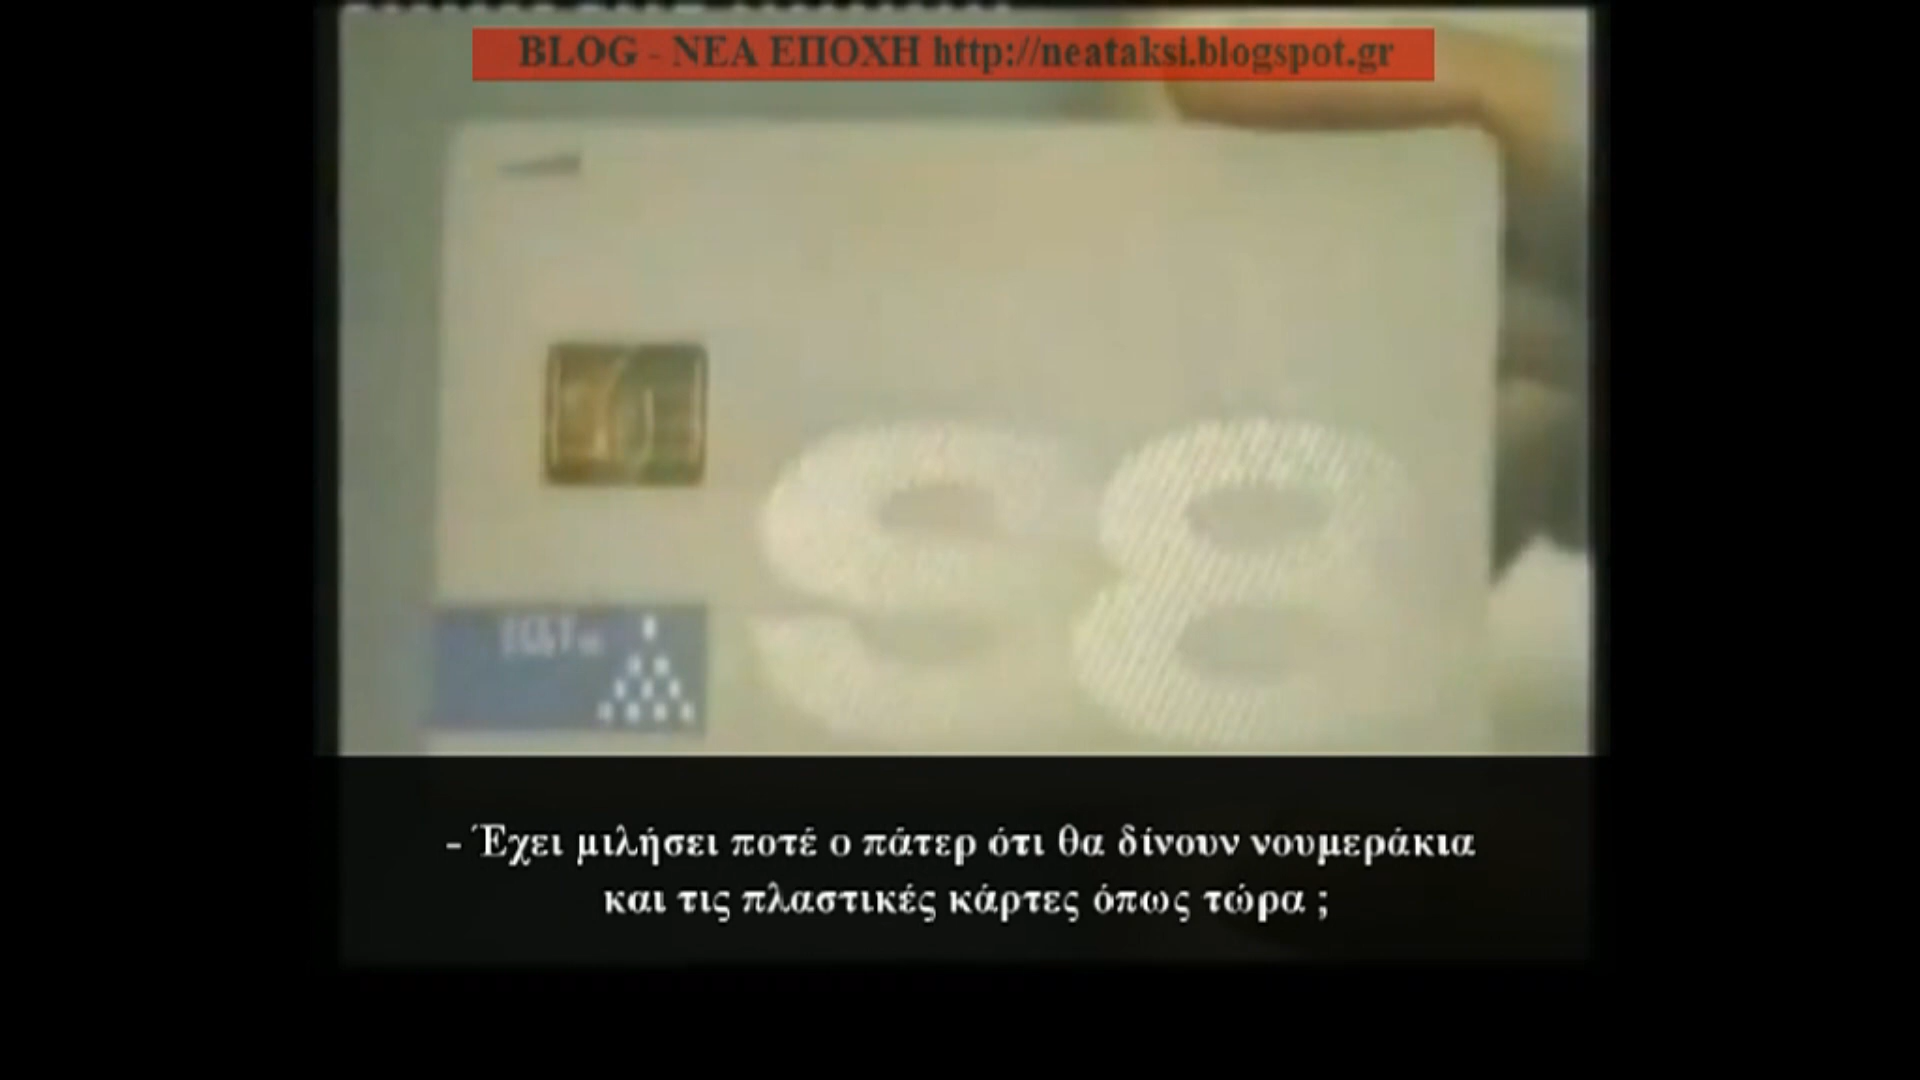 BLOG - ΝΕΑ ΕΠΟΧΗ http://neataksi.blogspot.gr
S8
- Έχει μιλήσει ποτέ ο πάτερ ότι θα δίνουν νουμεράκια
και τις πλαστικές κάρτες όπως τώρα ;